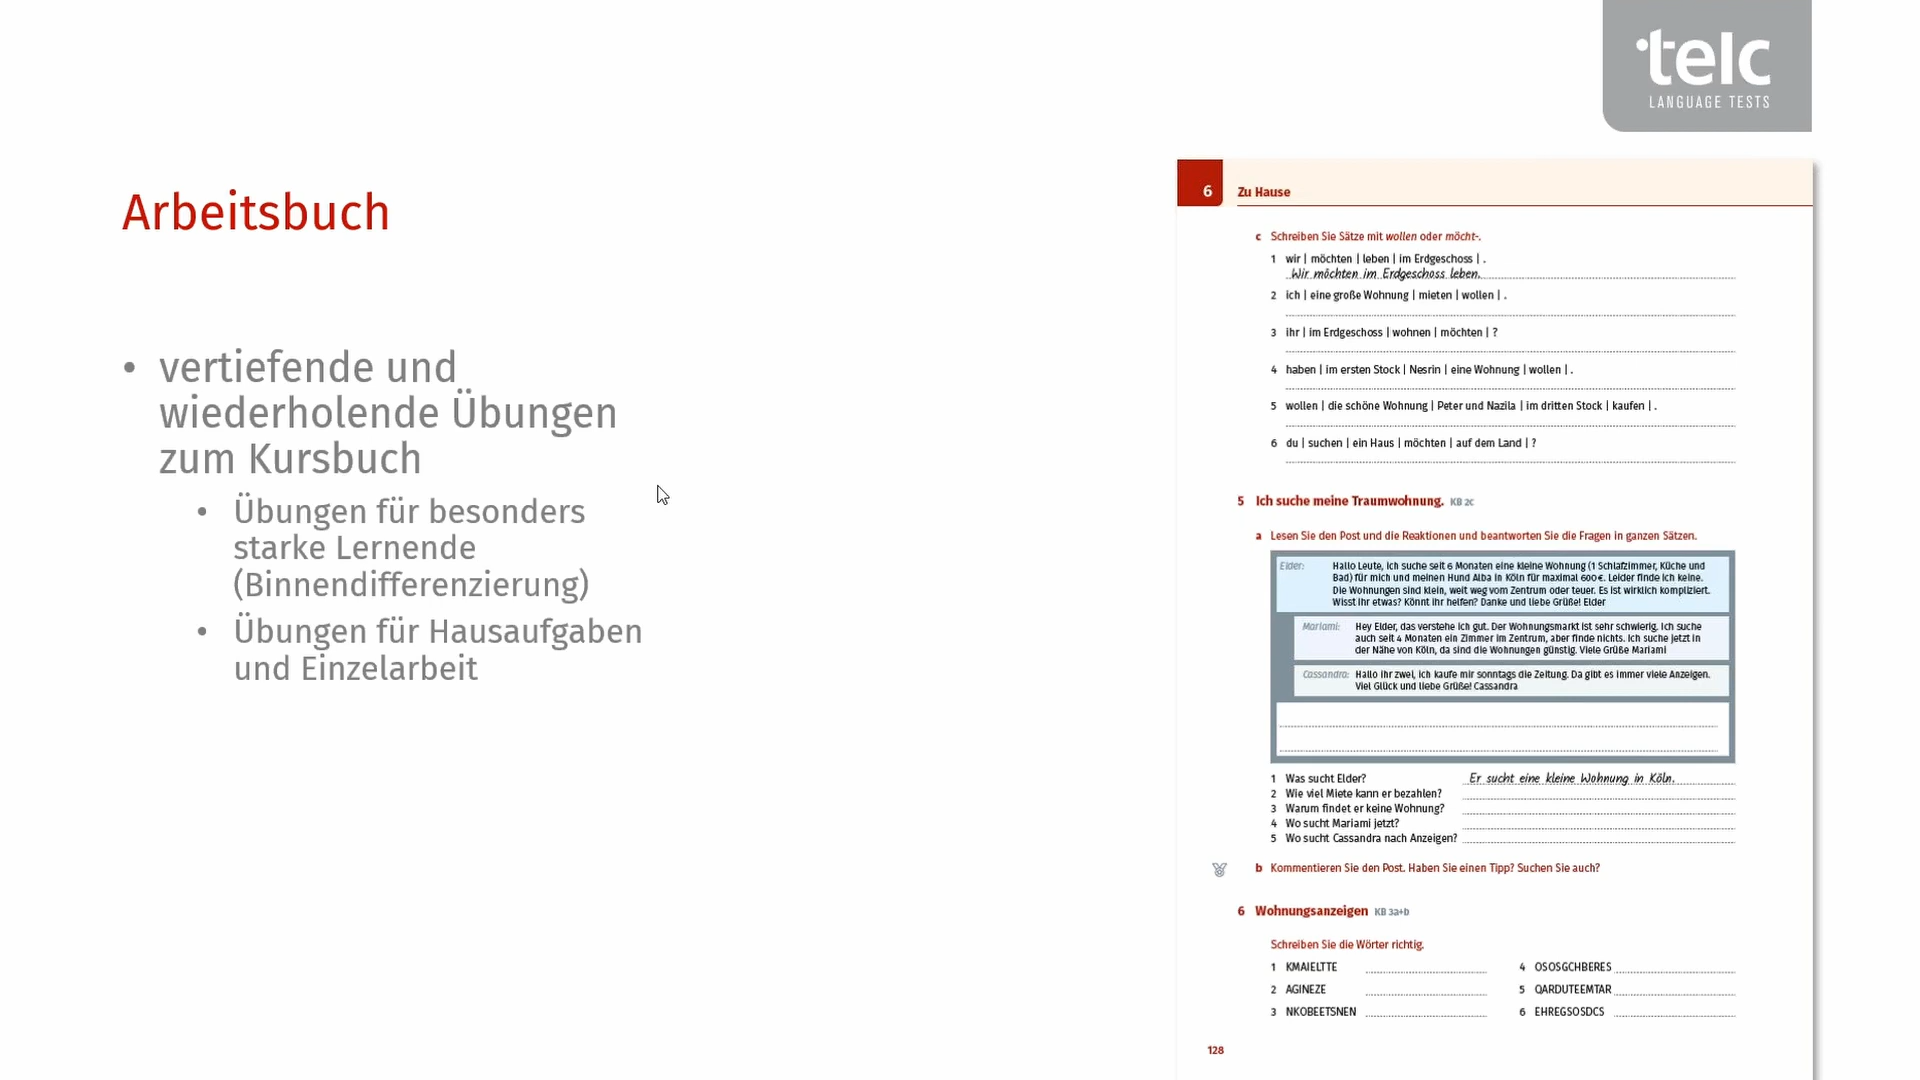 telc
LANGUAGE TESTS
Arbeitsbuch
• vertiefende und
wiederholende Übungen
zum Kursbuch
• Übungen für besonders
starke Lernende
(Binnendifferenzierung)
• Übungen für Hausaufgaben
und Einzelarbeit
6 Zu Hause
c Schreiben Sie Sätze mit wollen oder möcht-.
1 wir | möchten | leben | im Erdgeschoss | .
Wir möchten im Erdgeschoss leben.
2 ich | eine große Wohnung | mieten | wollen | .
3 ihr | im Erdgeschoss | wohnen | möchten | ?
4 haben | im ersten Stock | Nesrin | eine Wohnung | wollen | .
5 wollen | die schöne Wohnung | Peter und Nazila | im dritten Stock | kaufen | .
6 du | suchen | ein Haus | möchten | auf dem Land | ?
5 Ich suche meine Traumwohnung. KB 2c
a Lesen Sie den Post und die Reaktionen und beantworten Sie die Fragen in ganzen Sätzen.
Elder: Hallo Leute, ich suche seit 6 Monaten eine kleine Wohnung (1 Schlafzimmer, Küche und
Bad) für mich und meinen Hund Alba in Köln für maximal 600 €. Leider finde ich keine.
Die Wohnungen sind klein, weit weg vom Zentrum oder teuer. Es ist wirklich kompliziert.
Wisst ihr etwas? Könnt ihr helfen? Danke und liebe Grüße! Elder
Mariami: Hey Elder, das verstehe ich gut. Der Wohnungsmarkt ist sehr schwierig. Ich suche
auch seit 4 Monaten ein Zimmer im Zentrum, aber finde nichts. Ich suche jetzt in
der Nähe von Köln, da sind die Wohnungen günstig. Viele Grüße Mariami
Cassandra: Hallo ihr zwei, ich kaufe mir sonntags die Zeitung. Da gibt es immer viele Anzeigen.
Viel Glück und liebe Grüße! Cassandra
1 Was sucht Elder? Er sucht eine kleine Wohnung in Köln.
2 Wie viel Miete kann er bezahlen?
3 Warum findet er keine Wohnung?
4 Wo sucht Mariami jetzt?
5 Wo sucht Cassandra nach Anzeigen?
b Kommentieren Sie den Post. Haben Sie einen Tipp? Suchen Sie auch?
6 Wohnungsanzeigen KB 3a+b
Schreiben Sie die Wörter richtig.
1 KMAIELTTE
2 AGINEZE
3 NKOBEETSNEN
4 OSOSGCHBERES
5 QARDUTEEMTAR
6 EHREGSOSDCS
128